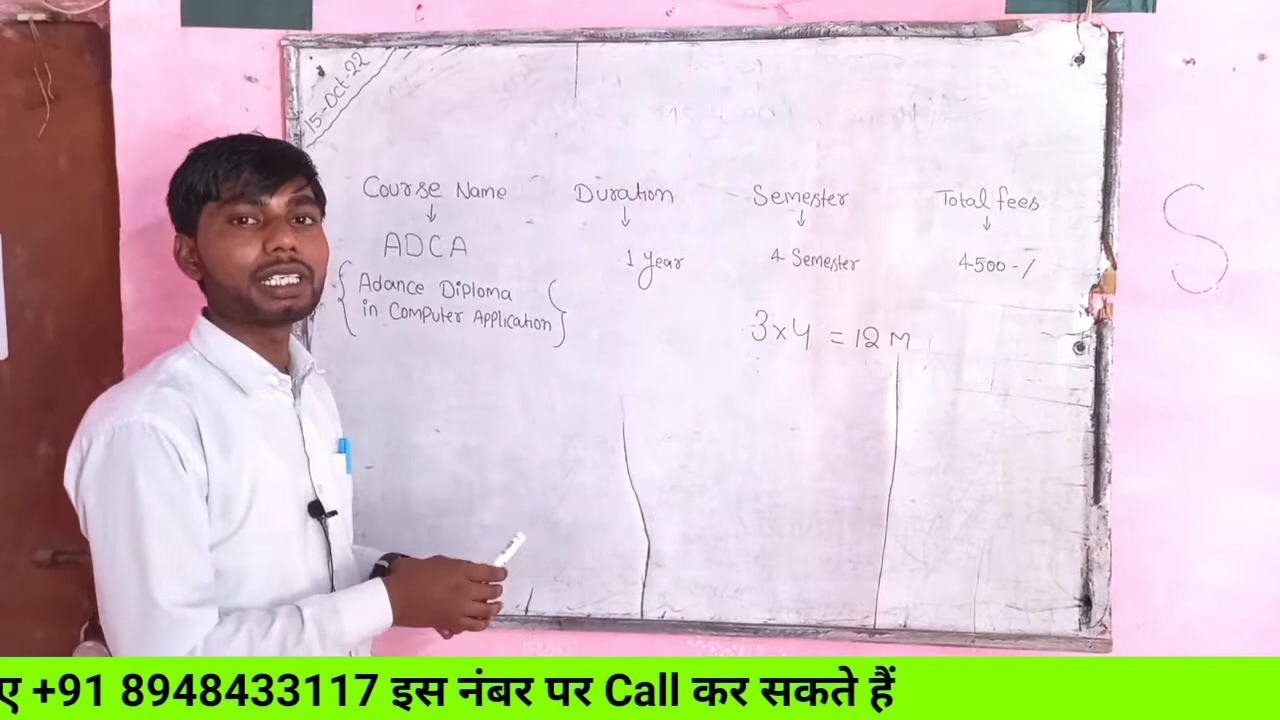 15-Oct-22
Course Name Duration Semester Total fees
↓ ↓ ↓ ↓
ADCA 1 Year 4 Semester 4500-/
{ Adance Diploma
in Computer Application }
3x4 = 12 M
S
ए +91 8948433117 इस नंबर पर Call कर सकते हैं